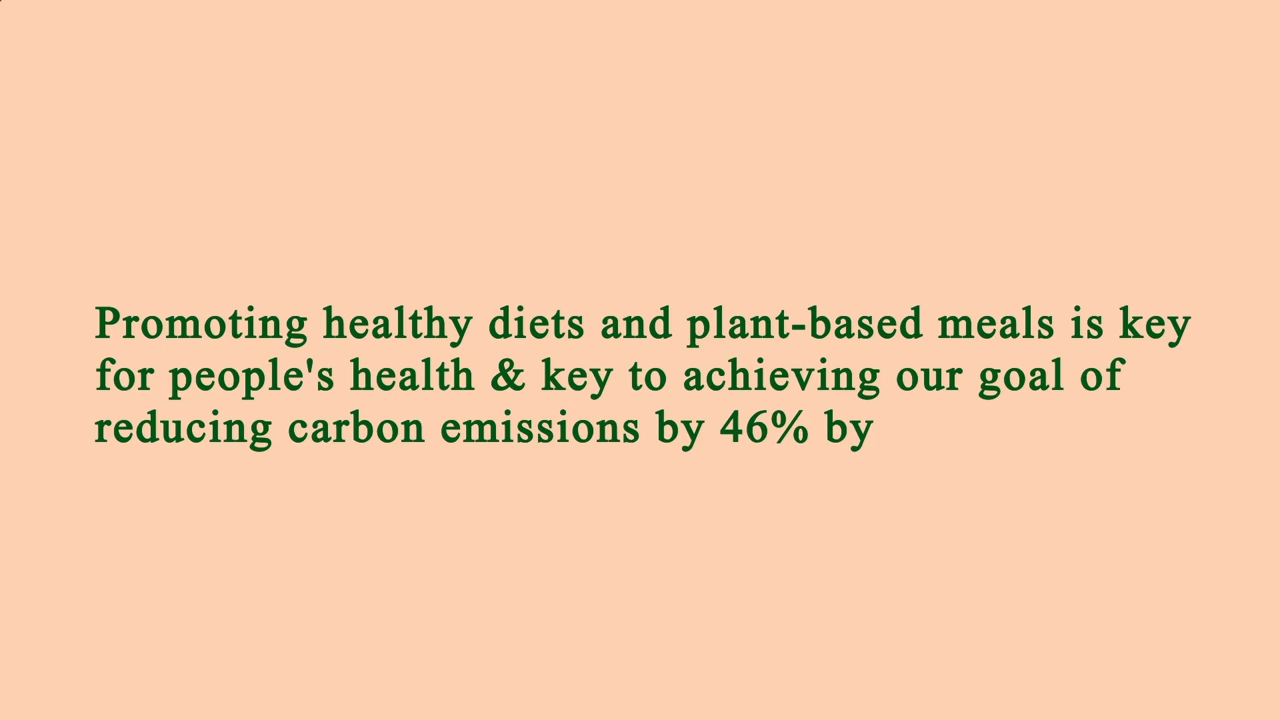 Promoting healthy diets and plant-based meals is key
for people's health & key to achieving our goal of
reducing carbon emissions by 46% by